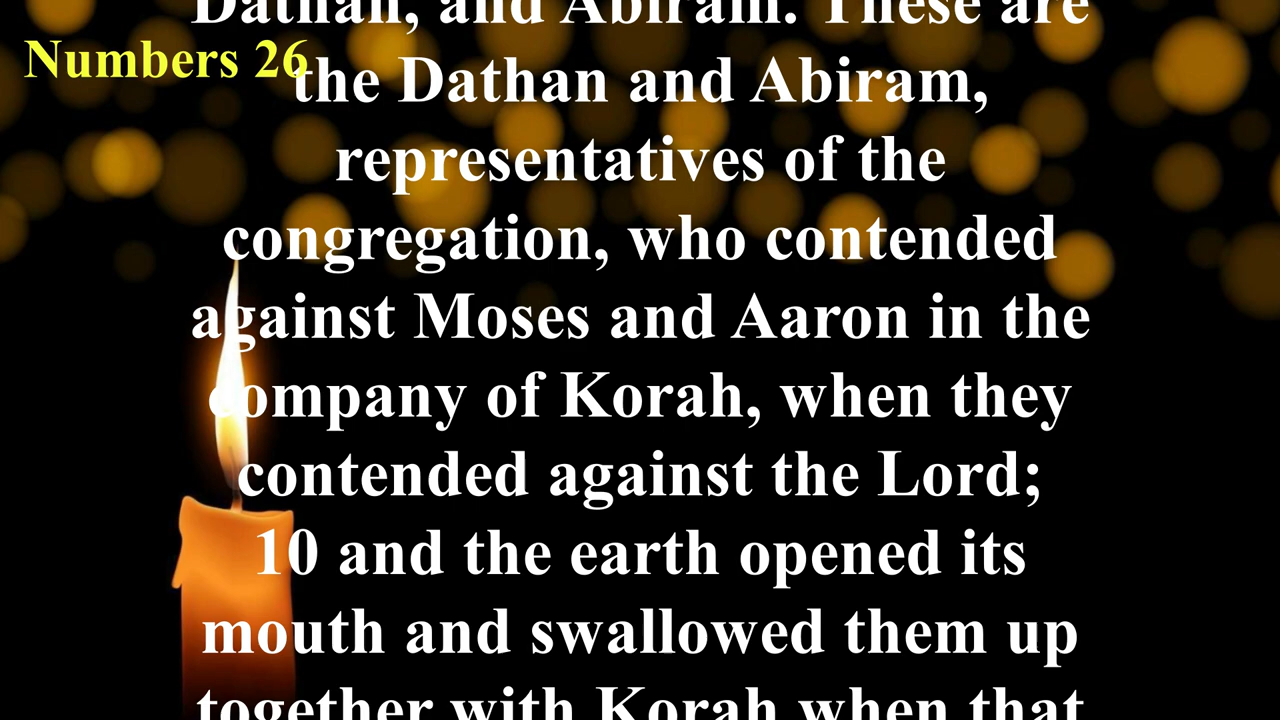 Dathan, and Abiram. These are
Numbers 26
the Dathan and Abiram,
representatives of the
congregation, who contended
against Moses and Aaron in the
company of Korah, when they
contended against the Lord;
10 and the earth opened its
mouth and swallowed them up
together with Korah when that